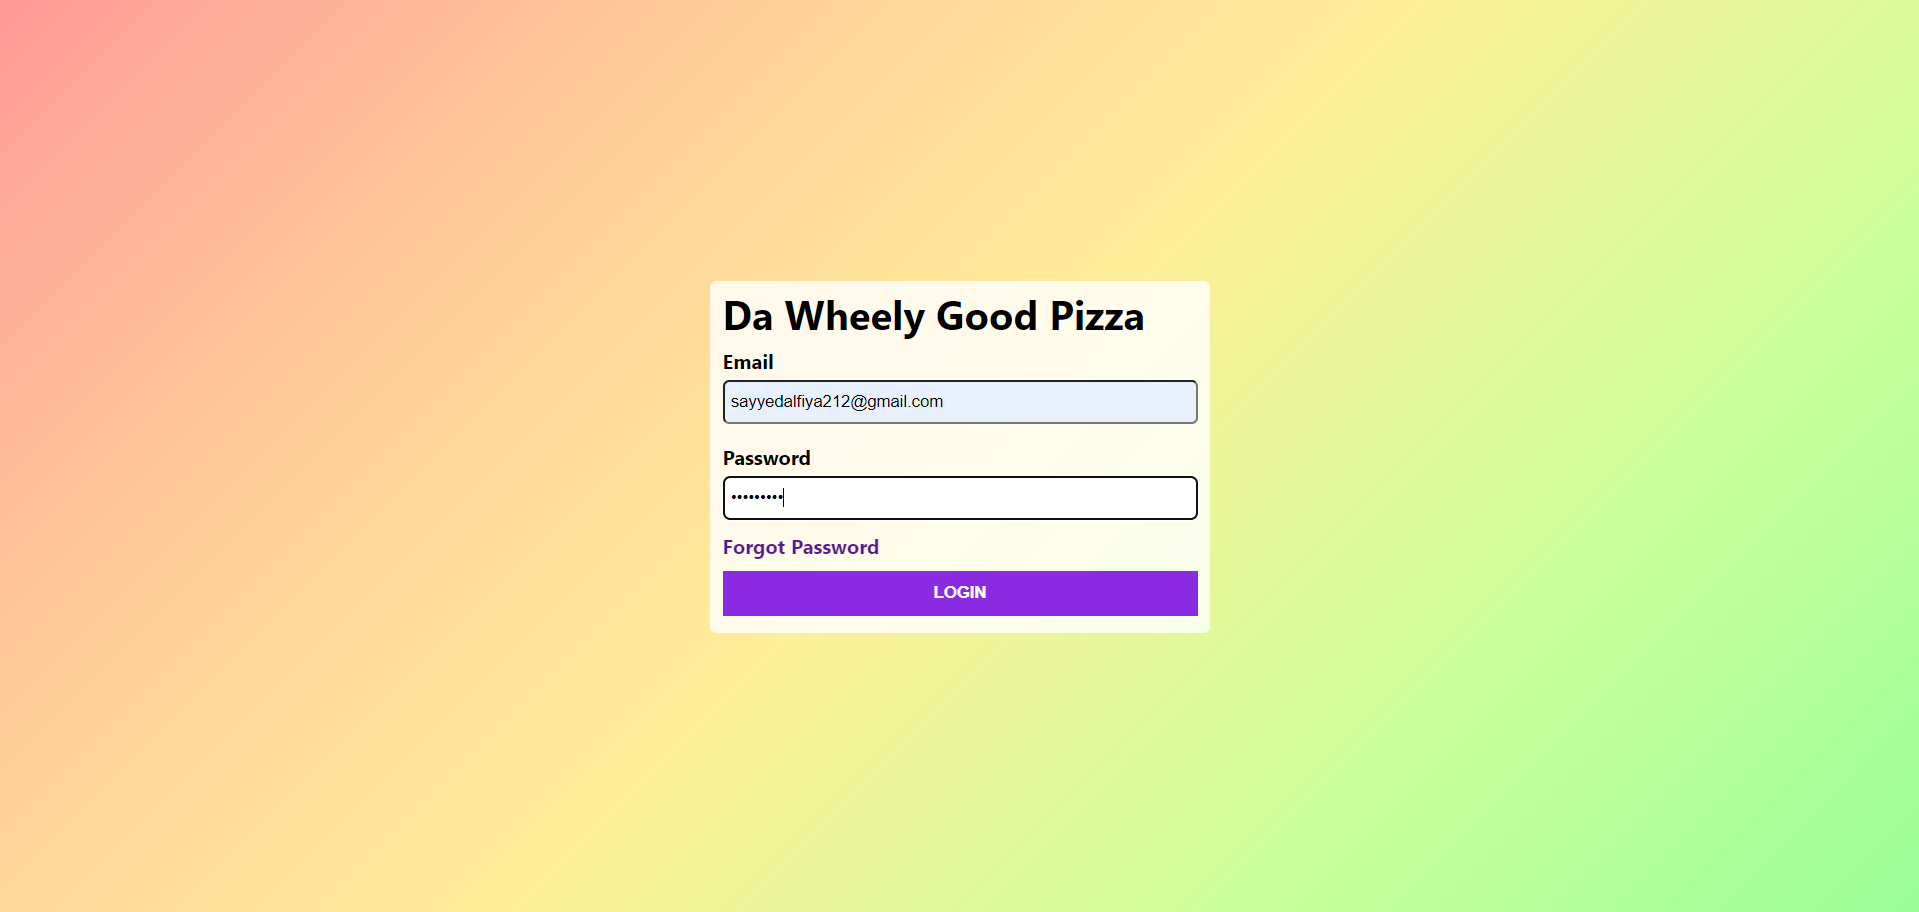 Da Wheely Good Pizza
Email
sayyedalfiya212@gmail.com
Password
•••••••••
Forgot Password
LOGIN